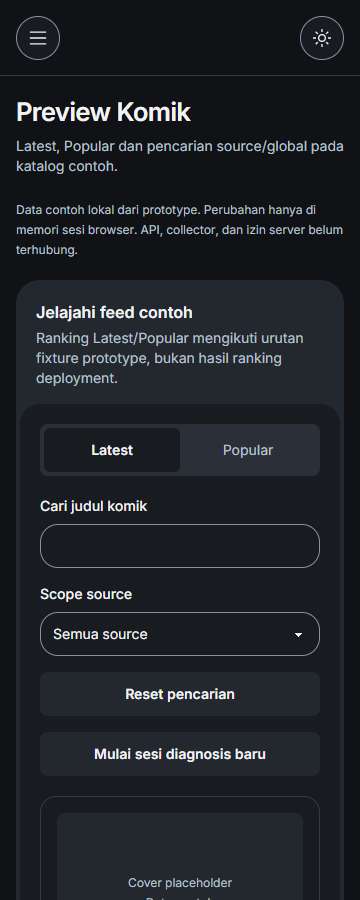 Preview Komik
Latest, Popular dan pencarian source/global pada
katalog contoh.
Data contoh lokal dari prototype. Perubahan hanya di
memori sesi browser. API, collector, dan izin server belum
terhubung.
Jelajahi feed contoh
Ranking Latest/Popular mengikuti urutan
fixture prototype, bukan hasil ranking
deployment.
Latest
Popular
Cari judul komik
Scope source
Semua source
Reset pencarian
Mulai sesi diagnosis baru
Cover placeholder